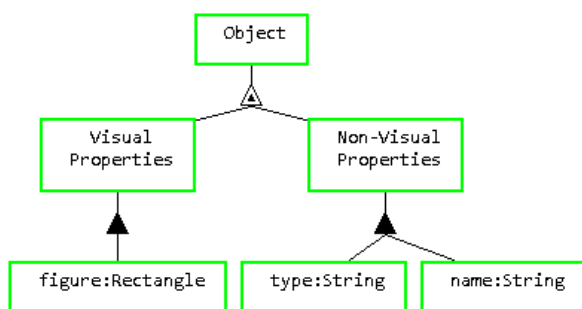 Object
Visual
Properties
Non-Visual
Properties
figure:Rectangle
type:String
name:String